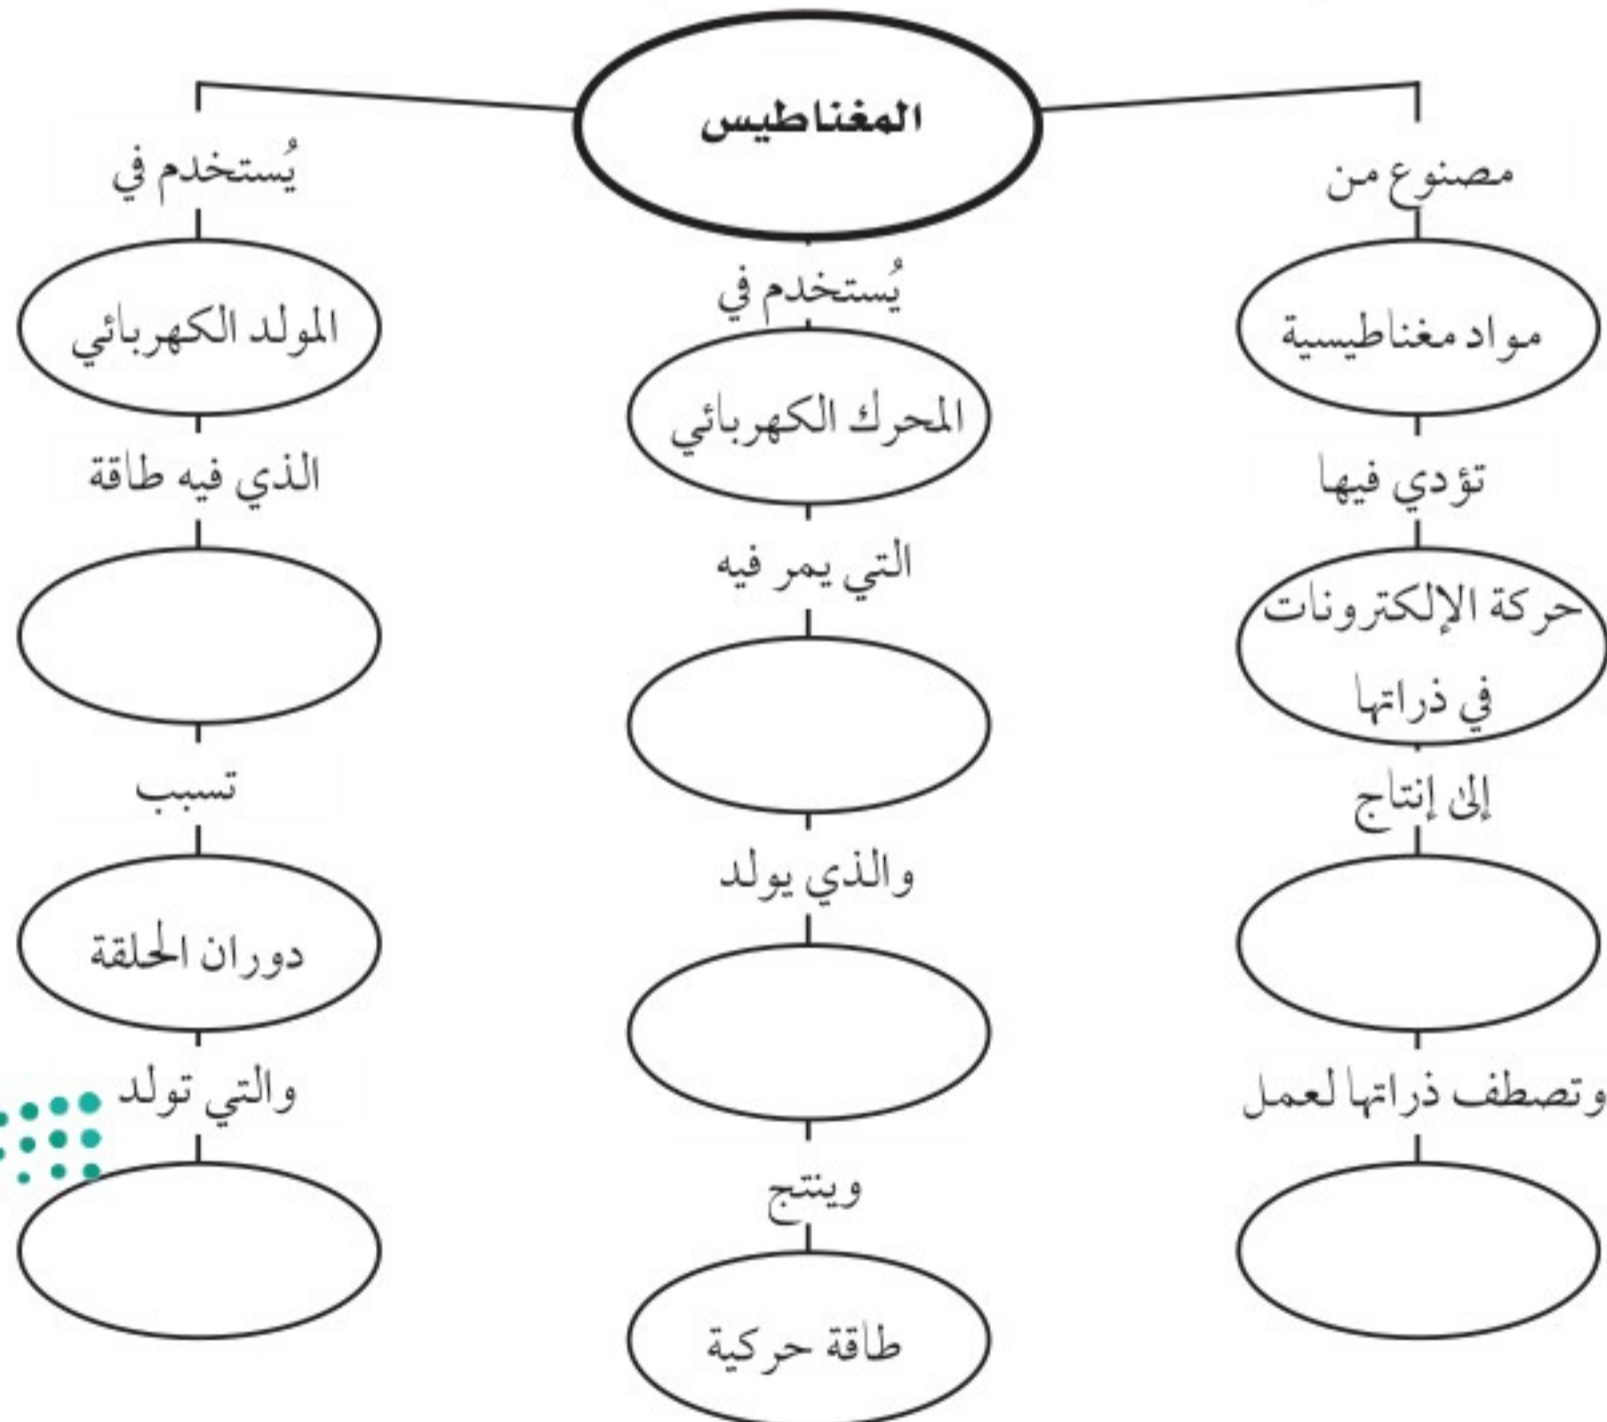 المغناطيس
مصنوع من
مواد مغناطيسية
تؤدي فيها
حركة الإلكترونات
في ذراتها
إلى إنتاج
وتصطف ذراتها لعمل
يُستخدم في
المحرك الكهربائي
التي يمر فيه
والذي يولد
وينتج
طاقة حركية
يُستخدم في
المولد الكهربائي
الذي فيه طاقة
تسبب
دوران الحلقة
والتي تولد